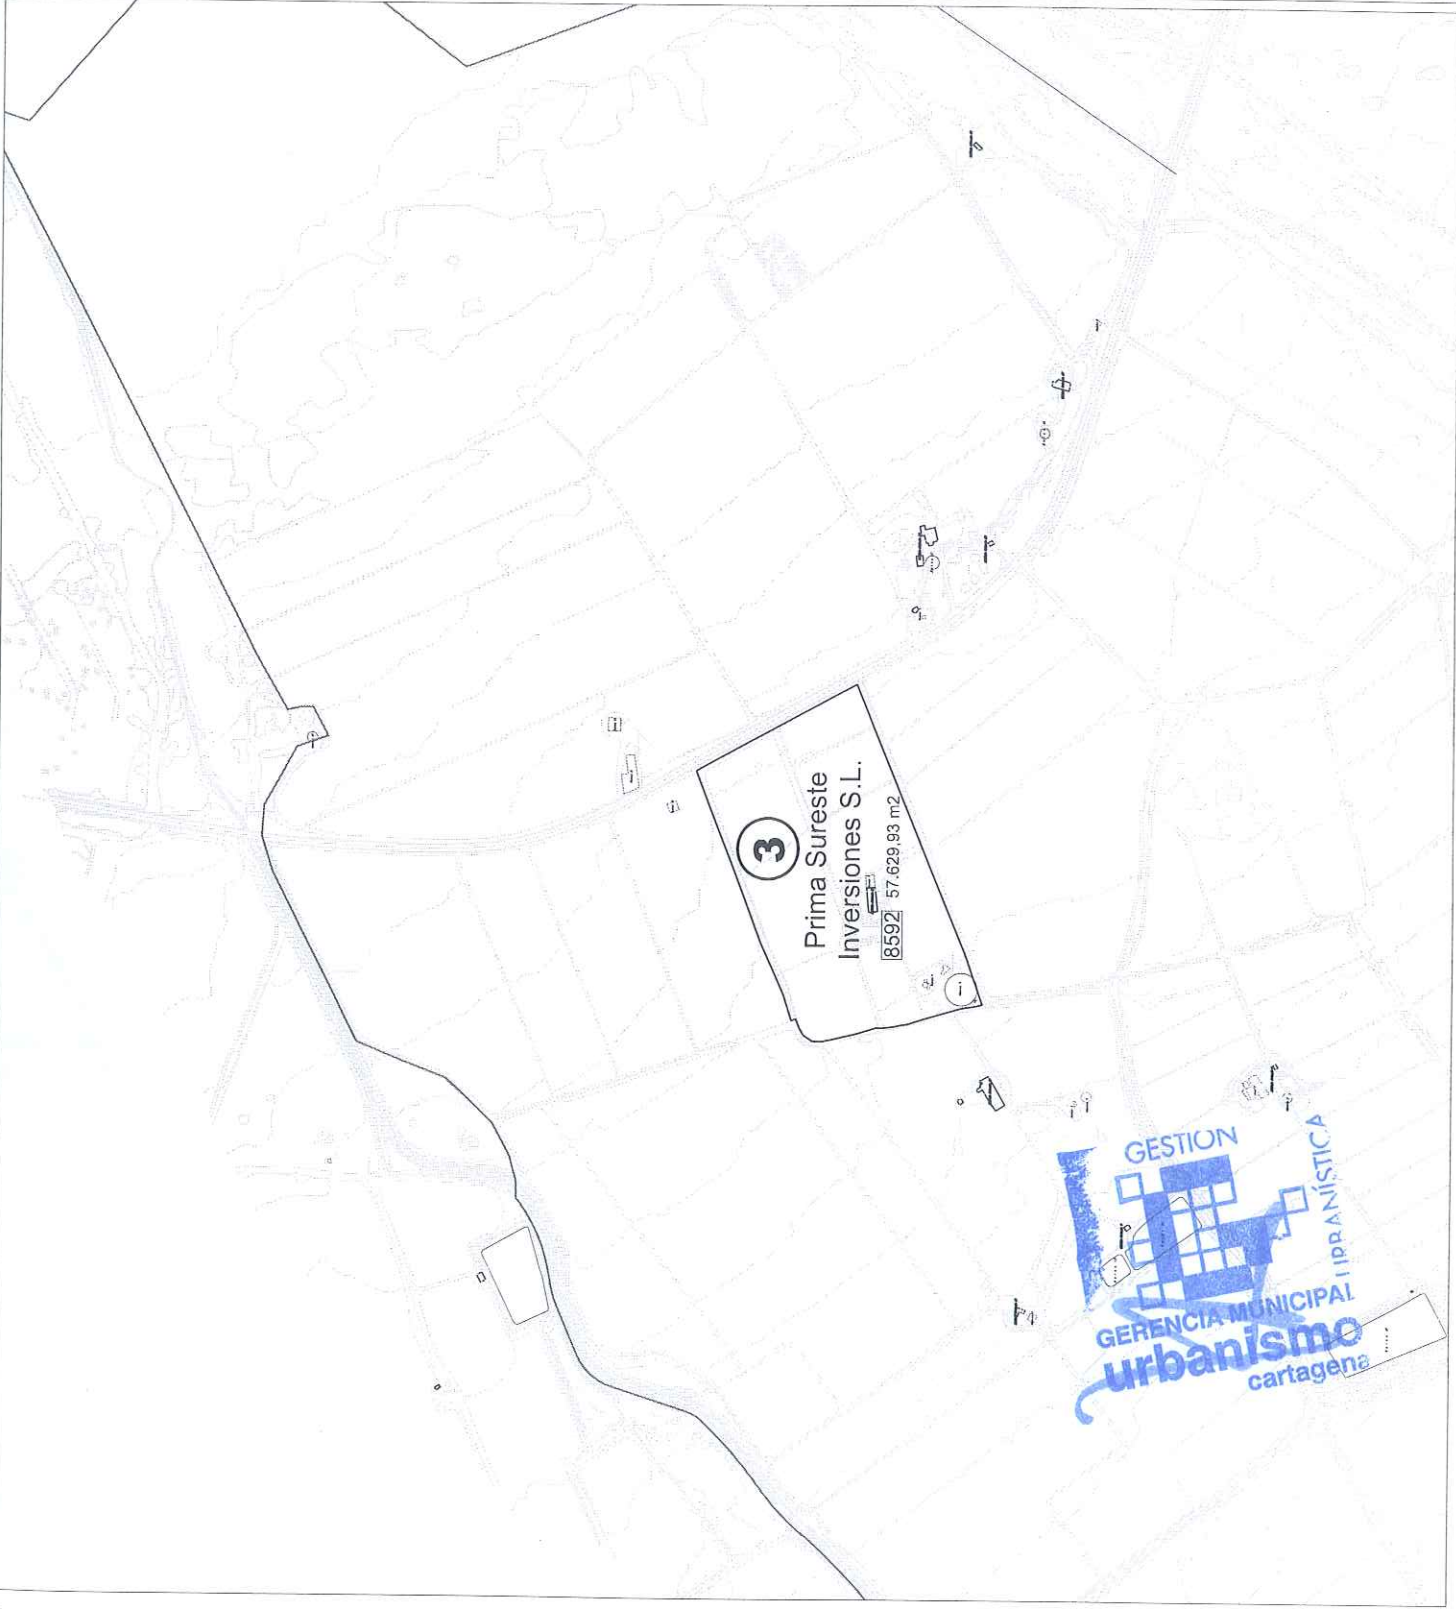 3
Prima Sureste
Inversiones S.L.
8592 57.629,93 m2
GESTION
URBANÍSTICA
GERENCIA MUNICIPAL
urbanismo
cartagena